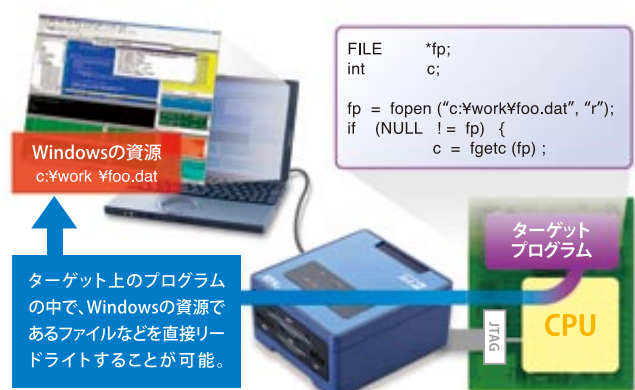 FILE *fp;
int c;
fp = fopen (“c:¥work¥foo.dat”, “r”);
if (NULL ! = fp) {
c = fgetc (fp) ;
Windowsの資源
c:¥work ¥foo.dat
ターゲット
プログラム
ターゲット上のプログラム
の中で、Windowsの資源で
あるファイルなどを直接リー
ドライトすることが可能。
JTAG
CPU